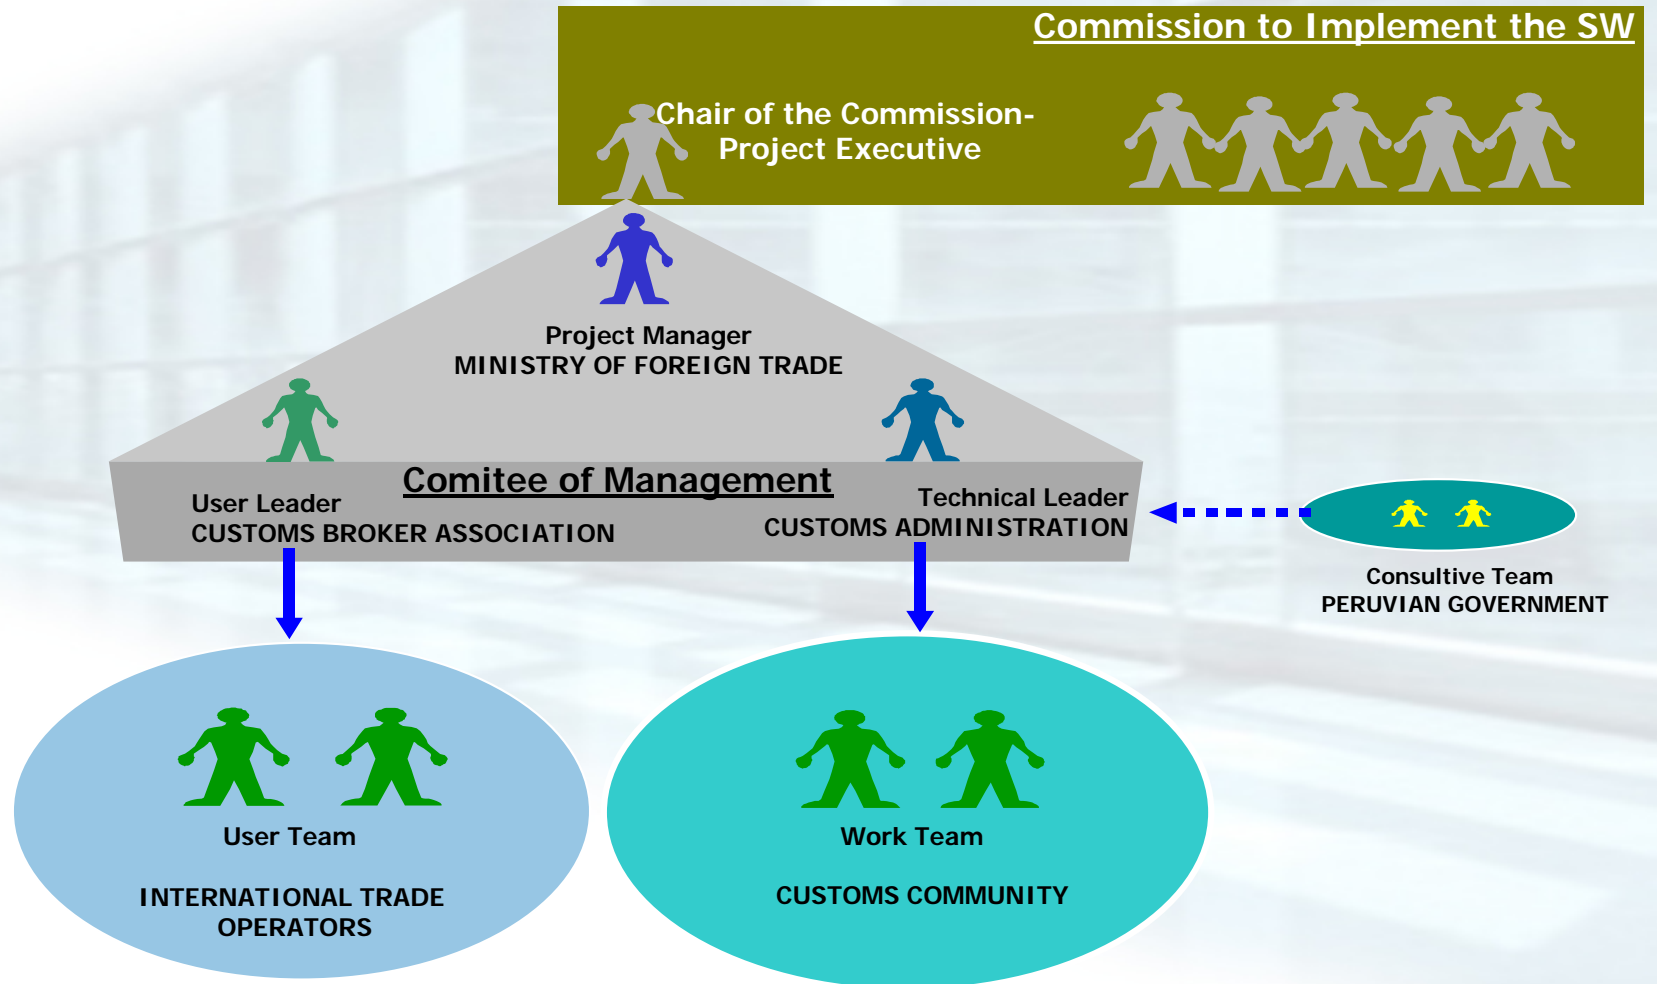 Commission to Implement the SW
Chair of the Commission-
Project Executive
Project Manager
MINISTRY OF FOREIGN TRADE
Comitee of Management
User Leader
CUSTOMS BROKER ASSOCIATION
Technical Leader
CUSTOMS ADMINISTRATION
Consultive Team
PERUVIAN GOVERNMENT
User Team
INTERNATIONAL TRADE
OPERATORS
Work Team
CUSTOMS COMMUNITY